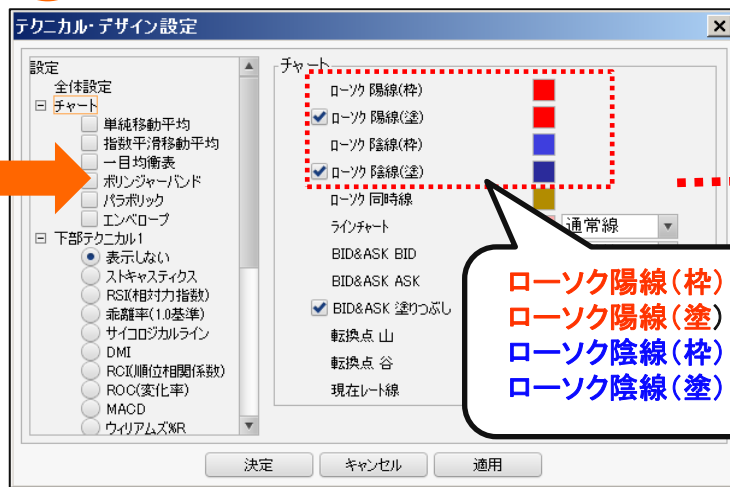 テクニカル・デザイン設定
設定
全体設定
チャート
単純移動平均
指数平滑移動平均
一目均衡表
ボリンジャーバンド
パラボリック
エンベロープ
下部テクニカル1
表示しない
ストキャスティクス
RSI(相対力指数)
乖離率(1.0基準)
サイコロジカルライン
DMI
RCI(順位相関係数)
ROC(変化率)
MACD
ウィリアムズ%R
チャート
ローソク 陽線(枠)
ローソク 陽線(塗)
ローソク 陰線(枠)
ローソク 陰線(塗)
ローソク 同時線
ラインチャート 通常線
BID&ASK BID
BID&ASK ASK
BID&ASK 塗りつぶし
転換点 山
転換点 谷
現在レート線
ローソク陽線(枠)
ローソク陽線(塗)
ローソク陰線(枠)
ローソク陰線(塗)
決定 キャンセル 適用